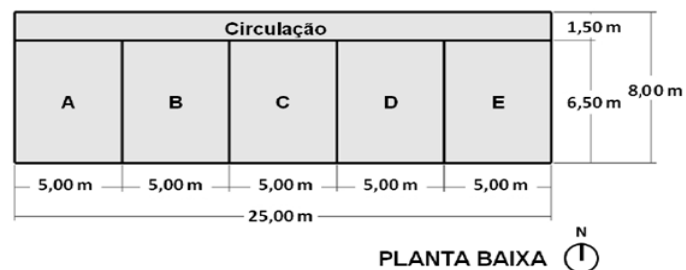 Circulação
1,50 m
A B C D E
6,50 m
8,00 m
5,00 m 5,00 m 5,00 m 5,00 m 5,00 m
25,00 m
N
PLANTA BAIXA